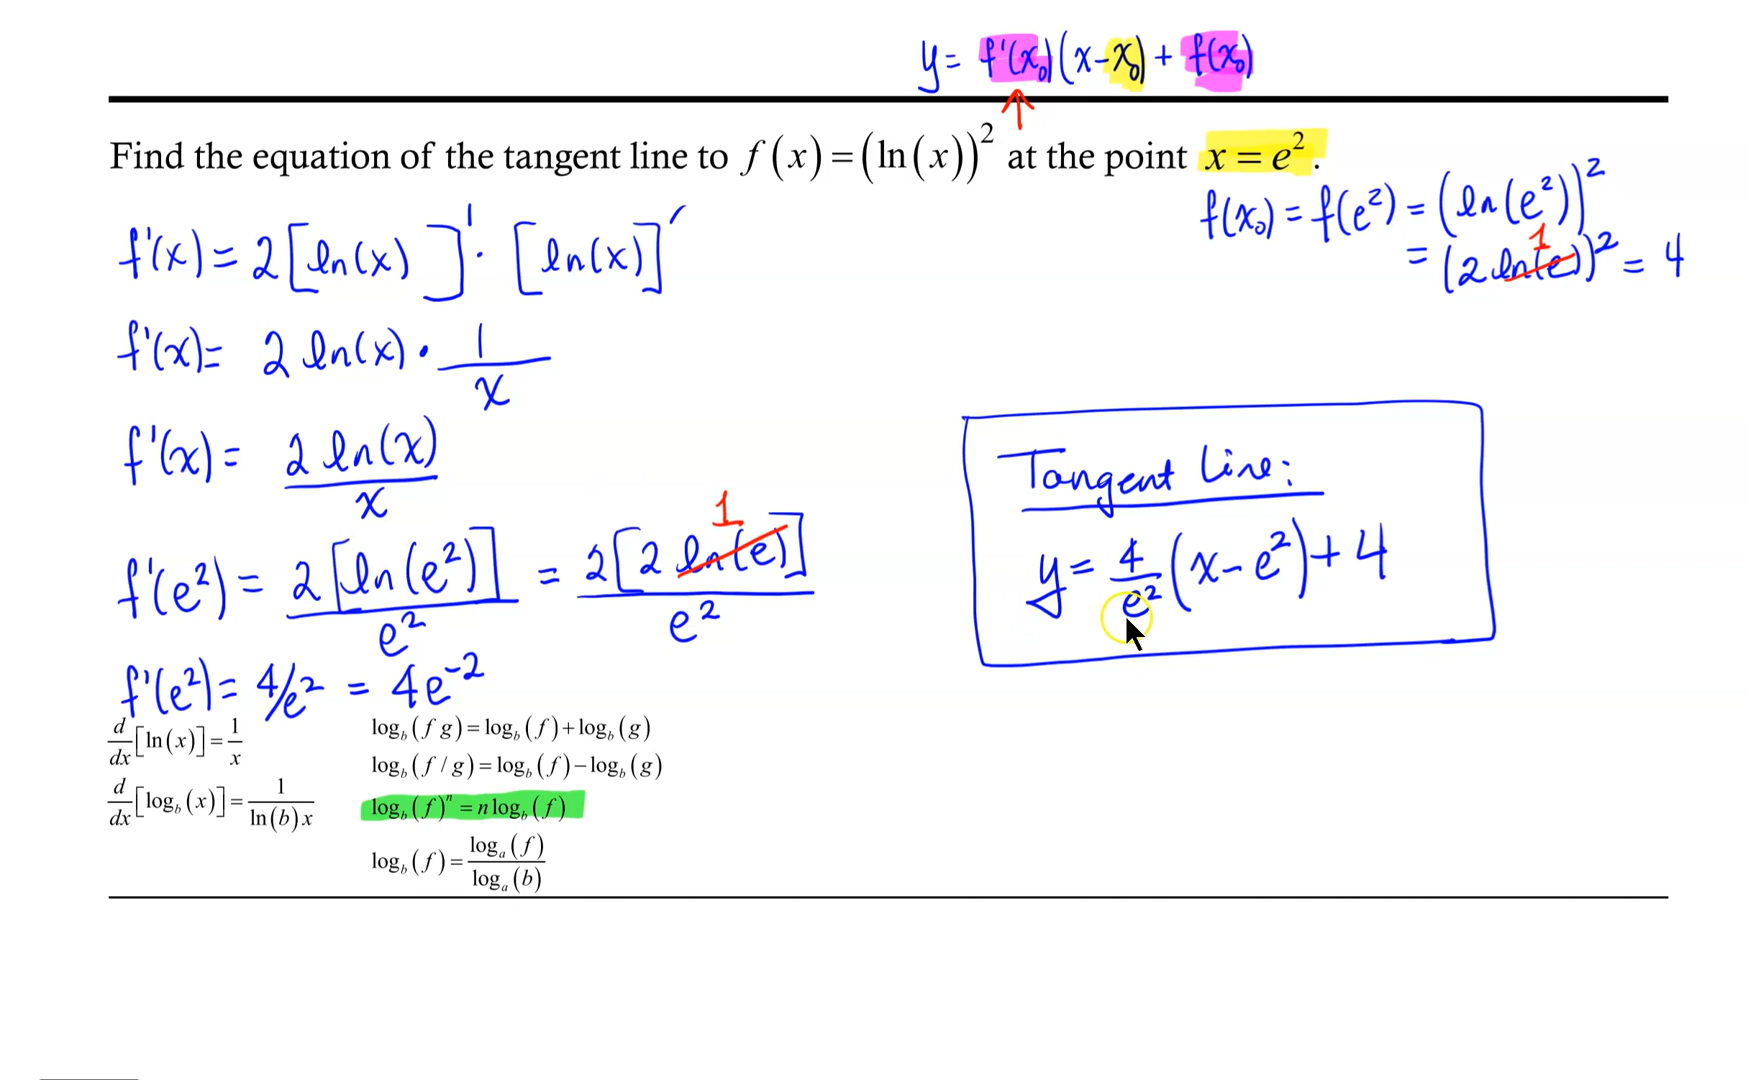 y = f'(x₀)(x-x₀) + f(x₀)
Find the equation of the tangent line to f(x) = (ln(x))² at the point x = e².
f(x₀) = f(e²) = (ln(e²))²
= (2 ln(e))² = 4
1
f'(x) = 2[ln(x)]¹ · [ln(x)]′
f'(x) = 2 ln(x) · 1/x
f'(x) = 2 ln(x)/x
f'(e²) = 2[ln(e²)]/e² = 2[2 ln(e)]/e²
1
f'(e²) = 4/e² = 4e⁻²
Tangent Line:
y = 4/e² (x-e²) + 4
d/dx [ln(x)] = 1/x
d/dx [log_b(x)] = 1/(ln(b)x)
log_b(f g) = log_b(f) + log_b(g)
log_b(f / g) = log_b(f) − log_b(g)
log_b(f)ⁿ = n log_b(f)
log_b(f) = log_a(f)/log_a(b)